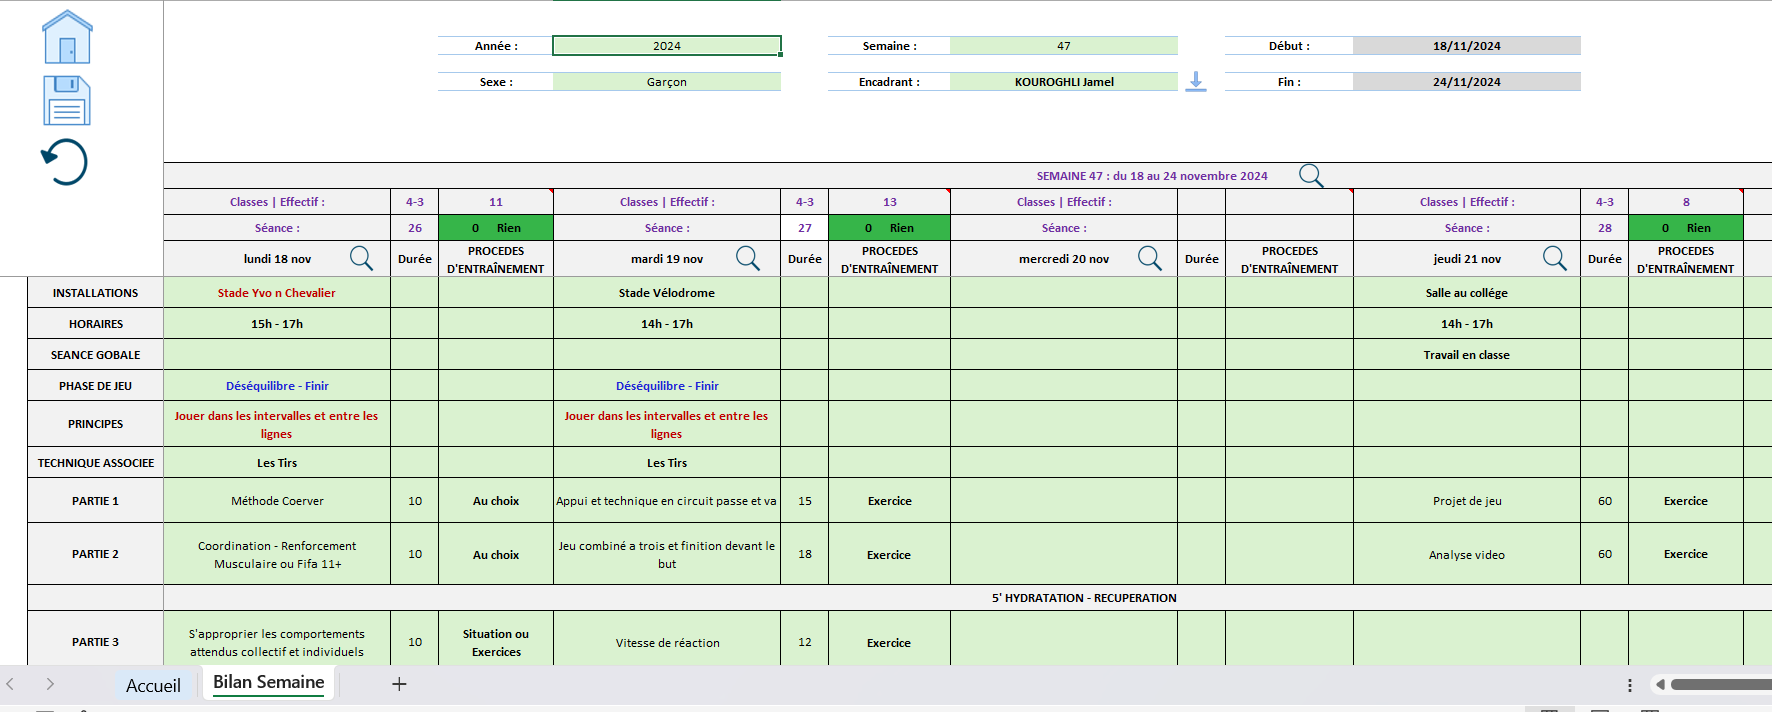 Année : 2024 Semaine : 47 Début : 18/11/2024
Sexe : Garçon Encadrant : KOUROGHLI Jamel Fin : 24/11/2024
SEMAINE 47 : du 18 au 24 novembre 2024
Classes | Effectif : 4-3 11 Classes | Effectif : 4-3 13 Classes | Effectif : Classes | Effectif : 4-3 8
Séance : 26 0 Rien Séance : 27 0 Rien Séance : Séance : 28 0 Rien
lundi 18 nov Durée PROCEDES D'ENTRAÎNEMENT mardi 19 nov Durée PROCEDES D'ENTRAÎNEMENT mercredi 20 nov Durée PROCEDES D'ENTRAÎNEMENT jeudi 21 nov Durée PROCEDES D'ENTRAÎNEMENT
INSTALLATIONS Stade Yvo n Chevalier Stade Vélodrome Salle au collége
HORAIRES 15h - 17h 14h - 17h 14h - 17h
SEANCE GOBALE Travail en classe
PHASE DE JEU Déséquilibre - Finir Déséquilibre - Finir
PRINCIPES Jouer dans les intervalles et entre les lignes Jouer dans les intervalles et entre les lignes
TECHNIQUE ASSOCIEE Les Tirs Les Tirs
PARTIE 1 Méthode Coerver 10 Au choix Appui et technique en circuit passe et va 15 Exercice Projet de jeu 60 Exercice
PARTIE 2 Coordination - Renforcement Musculaire ou Fifa 11+ 10 Au choix Jeu combiné a trois et finition devant le but 18 Exercice Analyse video 60 Exercice
5' HYDRATATION - RECUPERATION
PARTIE 3 S'approprier les comportements attendus collectif et individuels 10 Situation ou Exercices Vitesse de réaction 12 Exercice
Accueil Bilan Semaine